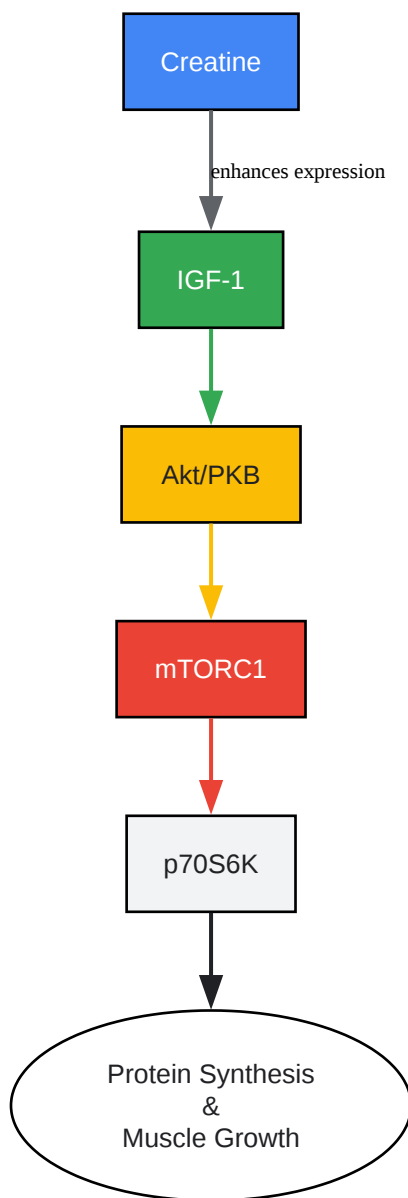 Creatine
enhances expression
IGF-1
Akt/PKB
mTORC1
p70S6K
Protein Synthesis
&
Muscle Growth